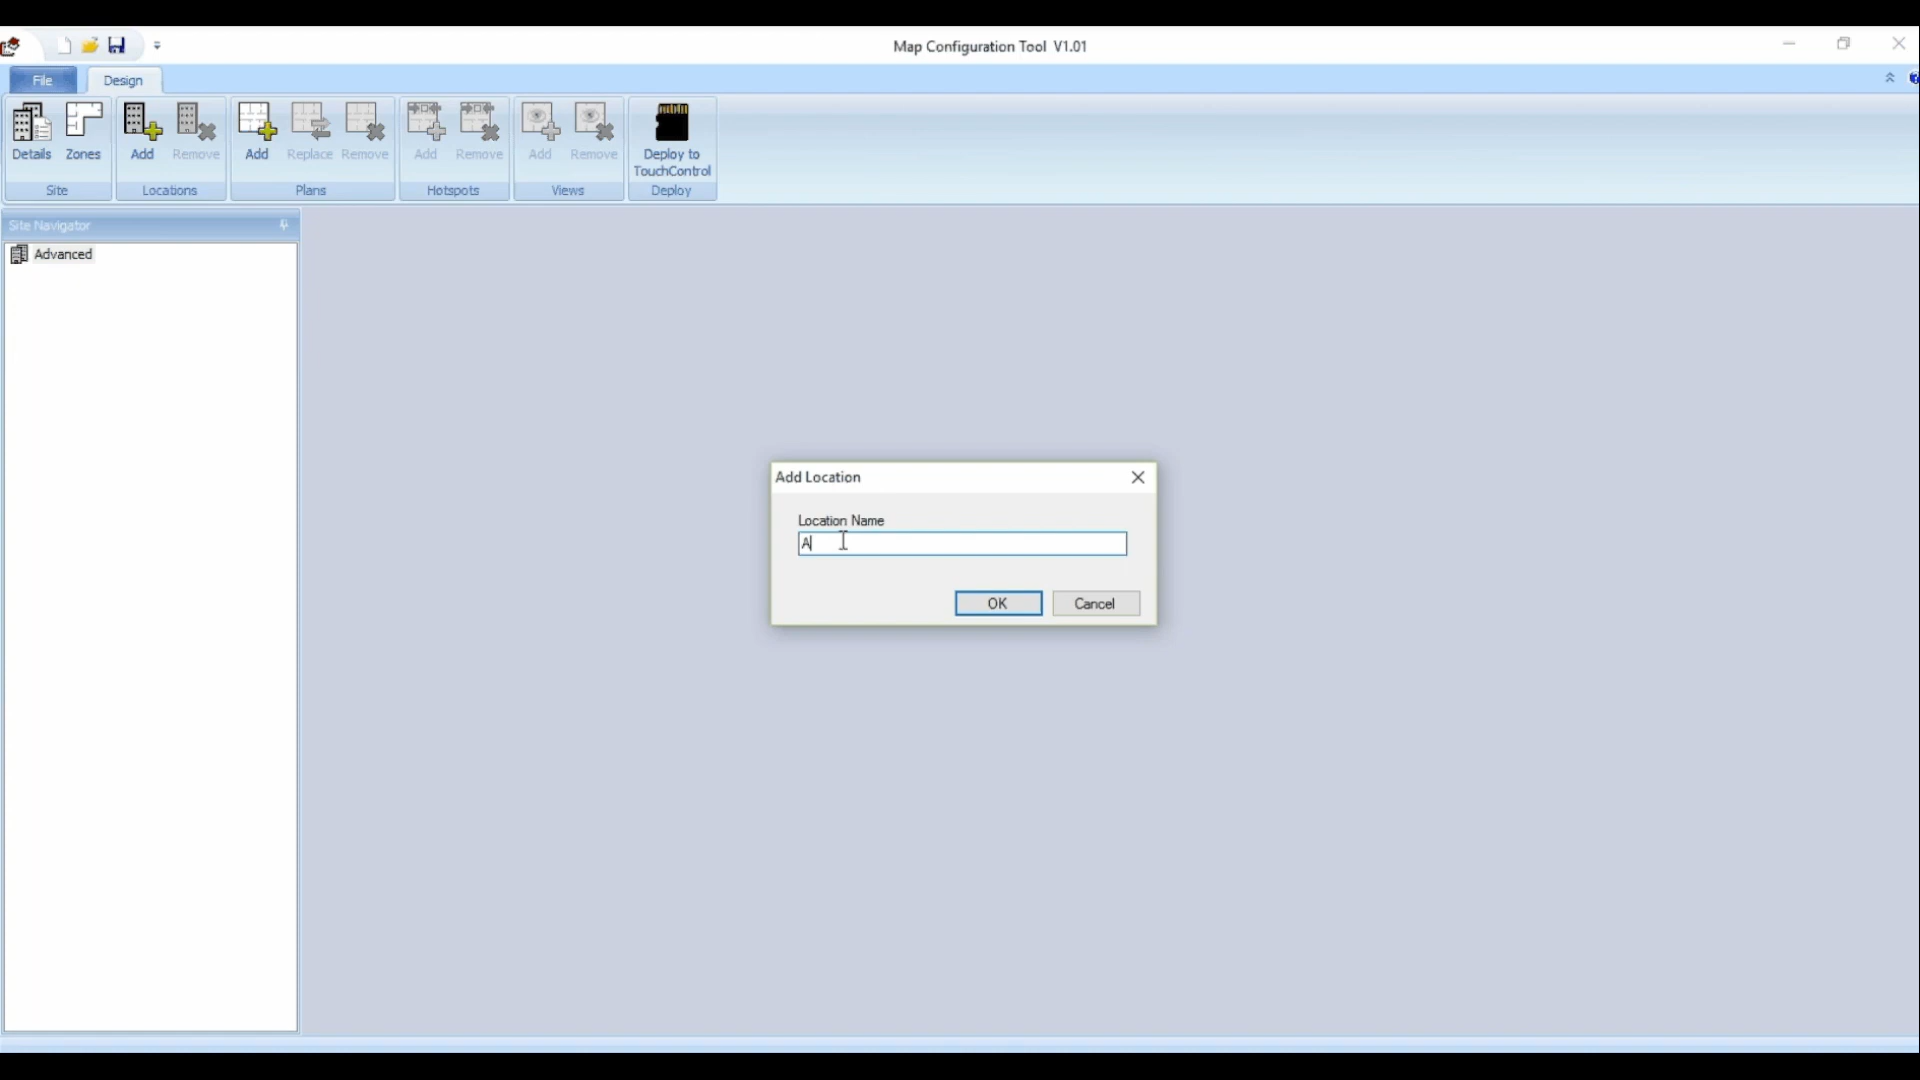 Map Configuration Tool V1.01
File
Design
Details
Zones
Add
Remove
Add
Replace
Remove
Add
Remove
Add
Remove
Deploy to
TouchControl
Site
Locations
Plans
Hotspots
Views
Deploy
Site Navigator
Advanced
Add Location
Location Name
A
OK
Cancel